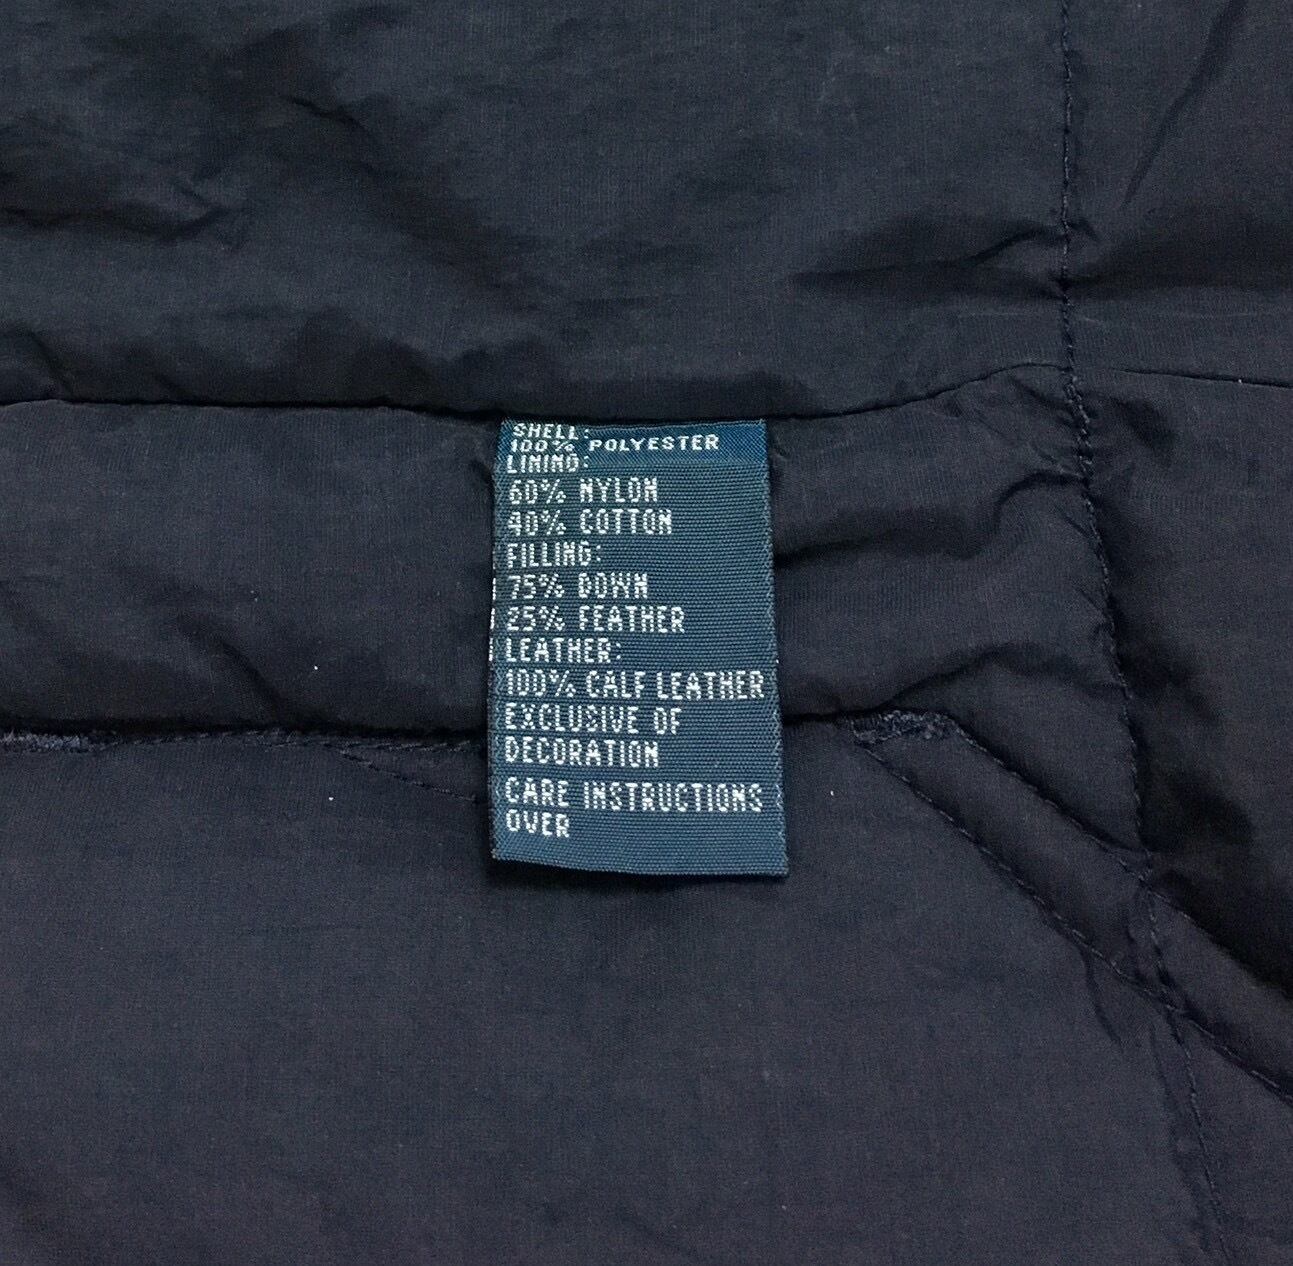 SHELL:
100% POLYESTER
LINING:
60% NYLON
40% COTTON
FILLING:
75% DOWN
25% FEATHER
LEATHER:
100% CALF LEATHER
EXCLUSIVE OF
DECORATION
CARE INSTRUCTIONS
OVER